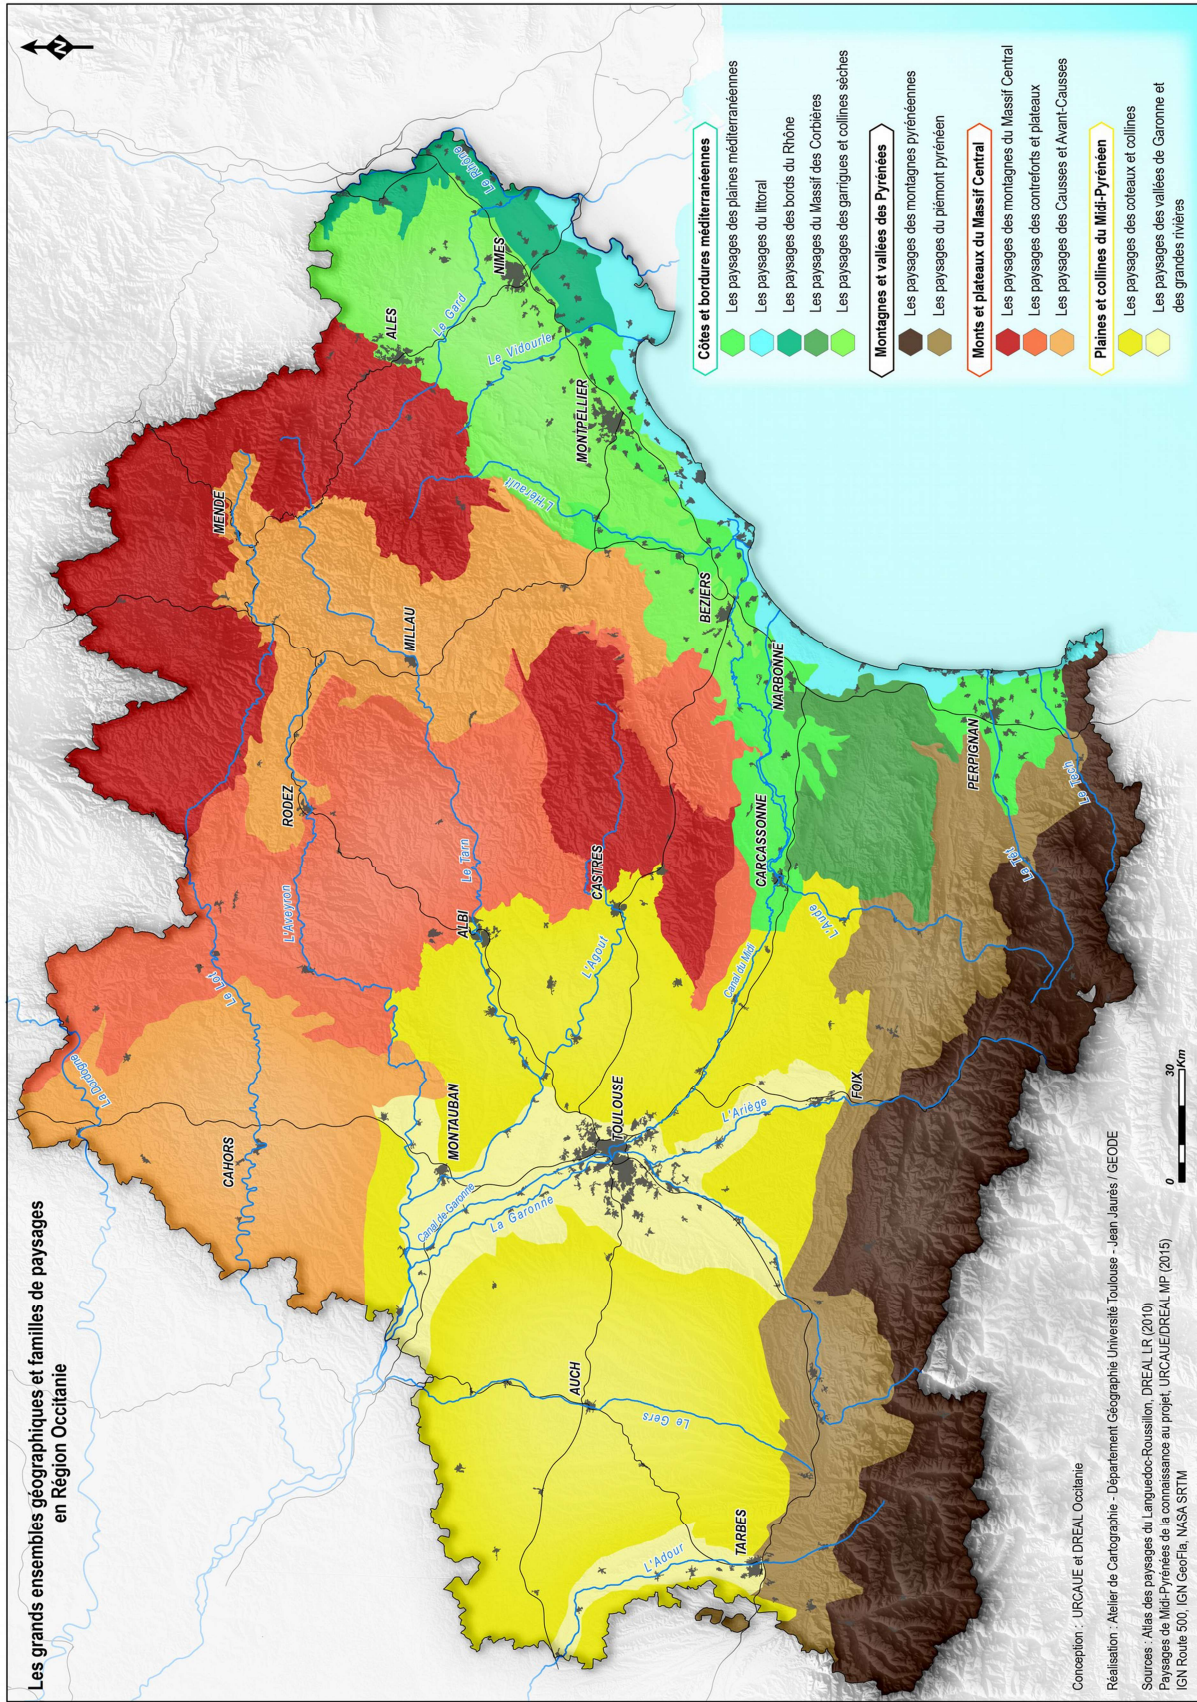 Les grands ensembles géographiques et familles de paysages
en Région Occitanie
N
Côtes et bordures méditerranéennes
Les paysages des plaines méditerranéennes
Les paysages du littoral
Les paysages des bords du Rhône
Les paysages du Massif des Corbières
Les paysages des garrigues et collines sèches
Montagnes et vallées des Pyrénées
Les paysages des montagnes pyrénéennes
Les paysages du piémont pyrénéen
Monts et plateaux du Massif Central
Les paysages des montagnes du Massif Central
Les paysages des contreforts et plateaux
Les paysages des Causses et Avant-Causses
Plaines et collines du Midi-Pyrénéen
Les paysages des coteaux et collines
Les paysages des vallées de Garonne et
des grandes rivières
La Dordogne
CAHORS
Le Lot
MENDE
RODEZ
L'Aveyron
ALES
Le Gard
Le Rhône
NIMES
Le Vidourle
MILLAU
Le Tarn
ALBI
MONTAUBAN
Canal de Garonne
La Garonne
L'Hérault
MONTPELLIER
CASTRES
L'Agout
TOULOUSE
AUCH
Le Gers
L'Adour
TARBES
BEZIERS
NARBONNE
CARCASSONNE
Canal du Midi
L'Aude
L'Ariège
FOIX
PERPIGNAN
La Têt
Le Tech
0 30 Km
Conception : URCAUE et DREAL Occitanie
Réalisation : Atelier de Cartographie - Département Géographie Université Toulouse - Jean Jaurès / GEODE
Sources : Atlas des paysages du Languedoc-Roussillon, DREAL LR (2010)
Paysages de Midi-Pyrénées de la connaissance au projet, URCAUE/DREAL MP (2015)
IGN Route 500, IGN GeoFla, NASA SRTM